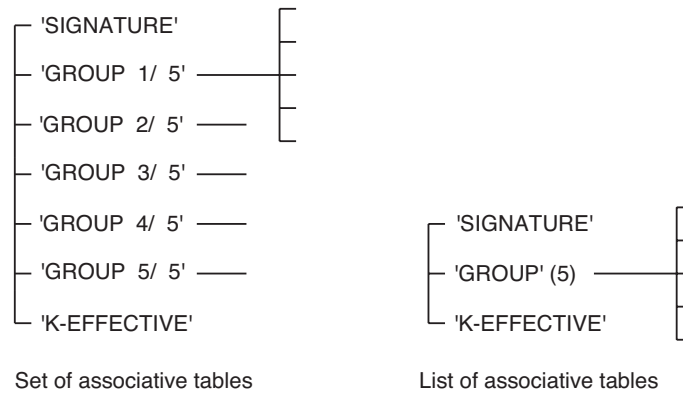 'SIGNATURE'
'GROUP 1/ 5'
'GROUP 2/ 5'
'GROUP 3/ 5'
'GROUP 4/ 5'
'GROUP 5/ 5'
'K-EFFECTIVE'
Set of associative tables
'SIGNATURE'
'GROUP' (5)
'K-EFFECTIVE'
List of associative tables